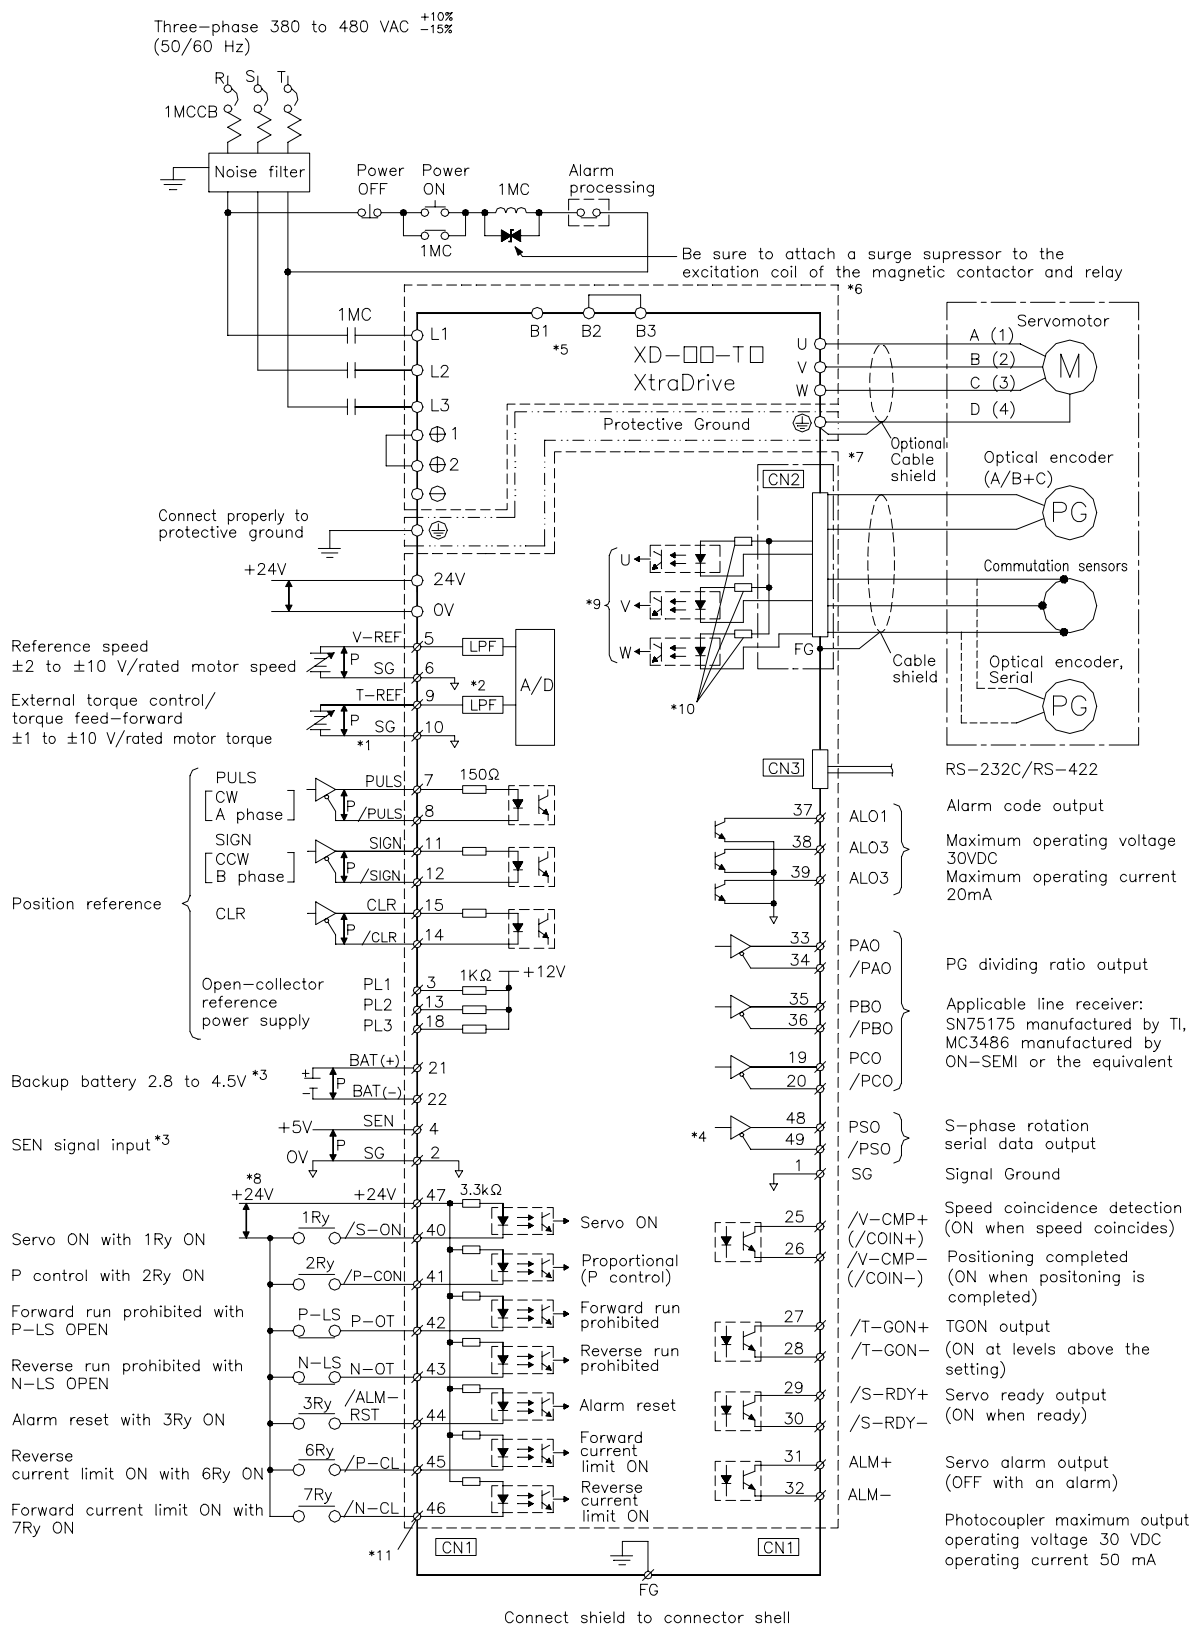 Three-phase 380 to 480 VAC +10% -15%
(50/60 Hz)
R S T
1MCCB
Noise filter
Power OFF
Power ON
1MC
Alarm processing
1MC
Be sure to attach a surge supressor to the
excitation coil of the magnetic contactor and relay
*6
1MC
L1
L2
L3
B1 B2 B3
*5
XD-□□-T□
XtraDrive
U
V
W
A (1)
B (2)
C (3)
D (4)
Servomotor
M
⊕ 1
⊕ 2
⊖
Protective Ground
Optional
Cable
shield
*7
Connect properly to
protective ground
CN2
Optical encoder
(A/B+C)
PG
+24V
24V
0V
*9
U
V
W
*10
FG
Commutation sensors
Cable
shield
Optical encoder,
Serial
PG
Reference speed
±2 to ±10 V/rated motor speed
V-REF 5
P
SG 6
LPF
A/D
External torque control/
torque feed-forward
±1 to ±10 V/rated motor torque
T-REF 9
P
SG 10
*1
*2
LPF
CN3
RS-232C/RS-422
Position reference
PULS
CW
A phase
P
PULS 7
/PULS 8
150Ω
SIGN
CCW
B phase
P
SIGN 11
/SIGN 12
CLR
P
CLR 15
/CLR 14
Open-collector
reference
power supply
PL1 3
PL2 13
PL3 18
1KΩ
+12V
Backup battery 2.8 to 4.5V *3
+
-
P
BAT(+) 21
BAT(-) 22
SEN signal input *3
+5V
0V
P
SEN 4
SG 2
*8
+24V
+24V 47
3.3kΩ
Servo ON with 1Ry ON
1Ry
/S-ON 40
Servo ON
P control with 2Ry ON
2Ry
/P-CON 41
Proportional
(P control)
Forward run prohibited with
P-LS OPEN
P-LS
P-OT 42
Forward run
prohibited
Reverse run prohibited with
N-LS OPEN
N-LS
N-OT 43
Reverse run
prohibited
Alarm reset with 3Ry ON
3Ry
/ALM-
RST 44
Alarm reset
Reverse
current limit ON with 6Ry ON
6Ry
/P-CL 45
Forward
current
limit ON
Forward current limit ON with
7Ry ON
7Ry
/N-CL 46
Reverse
current
limit ON
*11
37 ALO1
38 ALO3
39 ALO3
Alarm code output
Maximum operating voltage
30VDC
Maximum operating current
20mA
33 PAO
34 /PAO
35 PBO
36 /PBO
19 PCO
20 /PCO
PG dividing ratio output
Applicable line receiver:
SN75175 manufactured by TI,
MC3486 manufactured by
ON-SEMI or the equivalent
*4
48 PSO
49 /PSO
S-phase rotation
serial data output
1 SG
Signal Ground
25 /V-CMP+
(/COIN+)
26 /V-CMP-
(/COIN-)
Speed coincidence detection
(ON when speed coincides)
Positioning completed
(ON when positoning is
completed)
27 /T-GON+
28 /T-GON-
TGON output
(ON at levels above the
setting)
29 /S-RDY+
30 /S-RDY-
Servo ready output
(ON when ready)
31 ALM+
32 ALM-
Servo alarm output
(OFF with an alarm)
Photocoupler maximum output
operating voltage 30 VDC
operating current 50 mA
CN1
CN1
FG
Connect shield to connector shell